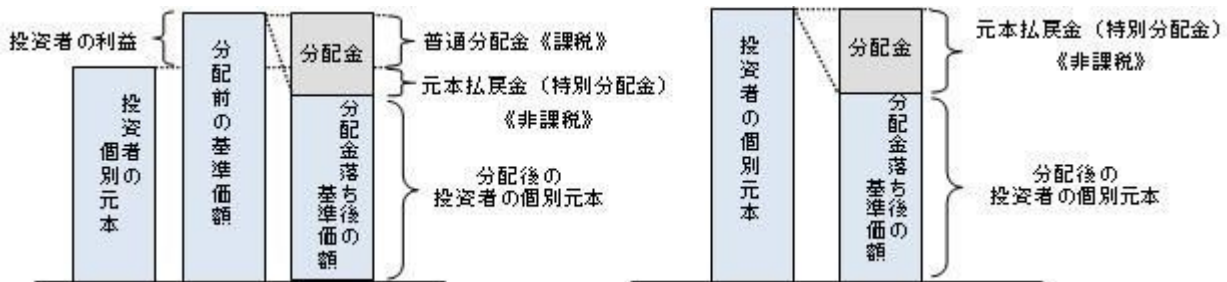 投資者の利益
投資者の
個別元本
分配前の基準価額
分配金
分配金落ち後の
基準価額
普通分配金《課税》
元本払戻金（特別分配金）
《非課税》
分配後の
投資者の個別元本
投資者の個別元本
分配金
分配金落ち後の
基準価額
元本払戻金（特別分配金）
《非課税》
分配後の
投資者の個別元本